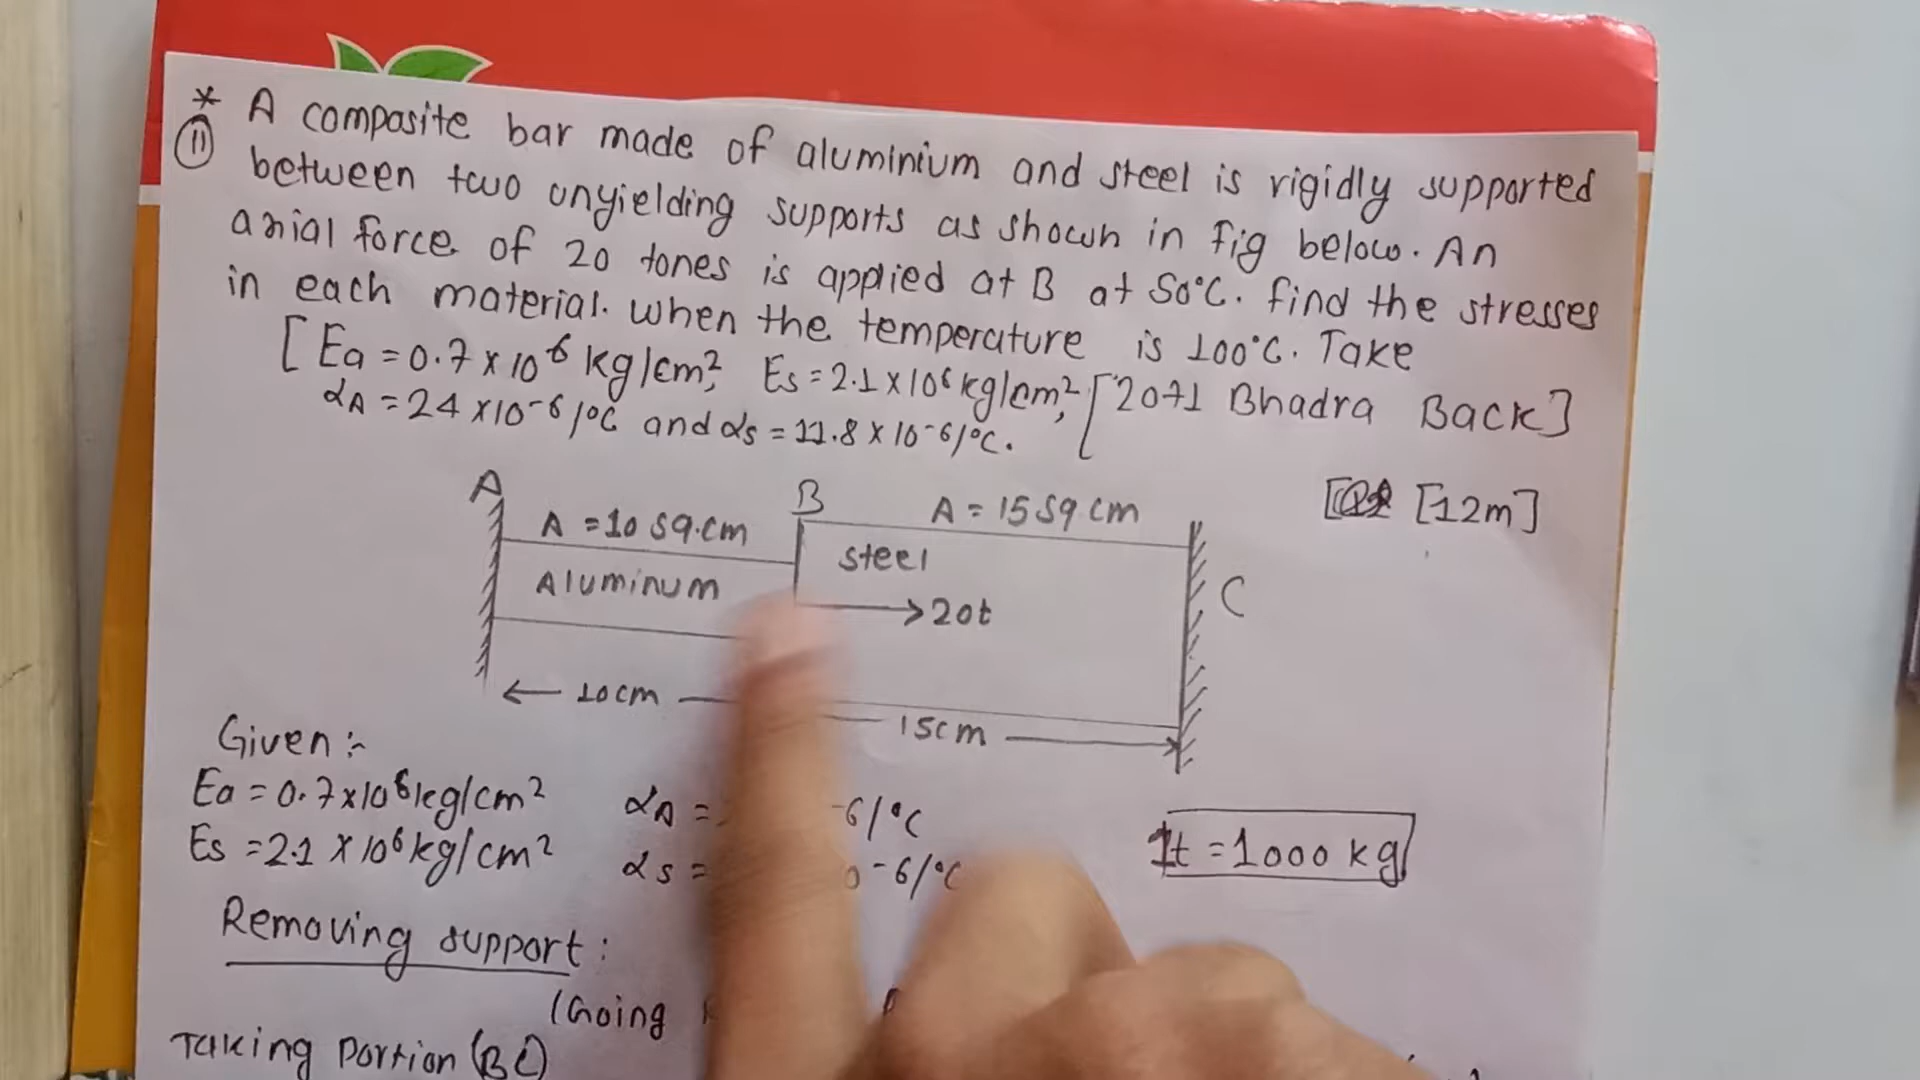 * A composite bar made of aluminium and steel is rigidly supported
(11) between two unyielding supports as shown in fig below. An
axial force of 20 tones is applied at B at 50°C. find the stresses
in each material. when the temperature is 100°C. Take
[Ea = 0.7 x 10^6 kg/cm², Es = 2.1 x 10^6 kg/cm², [2071 Bhadra Back]
αA = 24 x 10^-6/°C and αs = 11.8 x 10^-6/°C.
[12m]
A B
A = 10 sq.cm A = 15 sq cm
steel
Aluminum C
20t
10cm
15cm
Given :-
Ea = 0.7x10^6 kg/cm² αA = -6/°C
Es = 2.1 x 10^6 kg/cm² αs = -6/°C
1t = 1000 kg
Removing support :
(Going
Taking portion (BC)